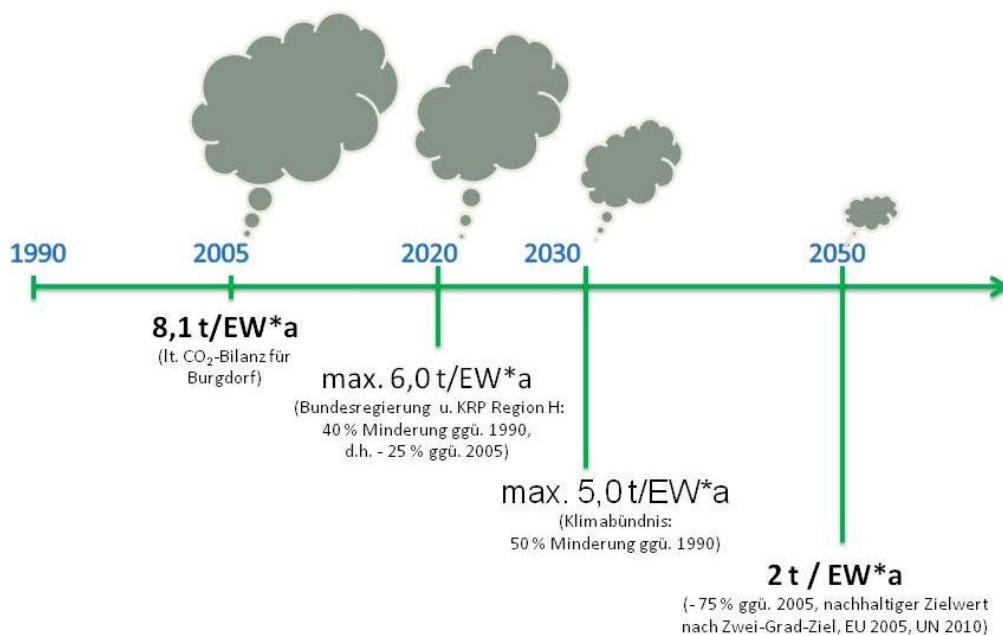 1990
2005
2020
2030
2050
8,1 t/EW*a
(lt. CO₂-Bilanz für
Burgdorf)
max. 6,0 t/EW*a
(Bundesregierung u. KRP Region H:
40 % Minderung ggü. 1990,
d.h. - 25 % ggü. 2005)
max. 5,0 t/EW*a
(Klimabündnis:
50 % Minderung ggü. 1990)
2 t / EW*a
(- 75 % ggü. 2005, nachhaltiger Zielwert
nach Zwei-Grad-Ziel, EU 2005, UN 2010)